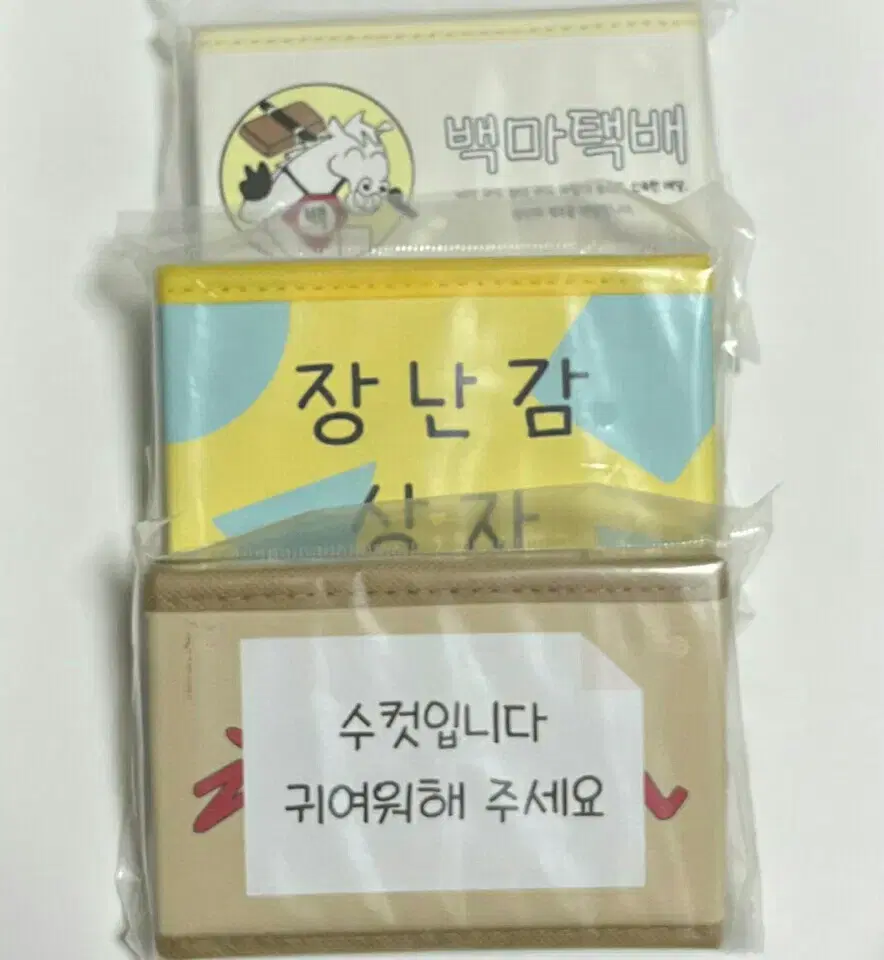 백마택배
백
장난감
상자
수컷입니다
귀여워해 주세요